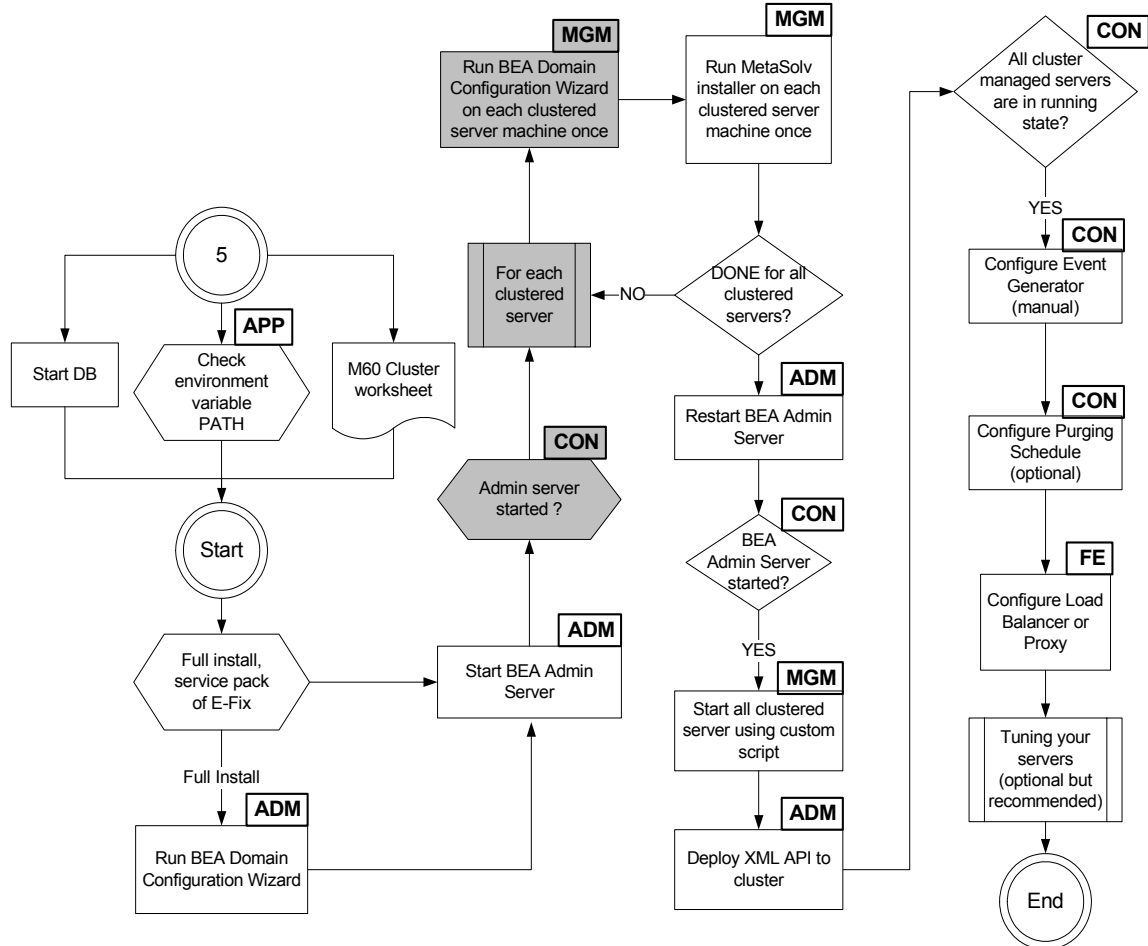 5
Start DB
APP
Check
environment
variable
PATH
M60 Cluster
worksheet
Start
Full install,
service pack
of E-Fix
Full Install
ADM
Run BEA Domain
Configuration Wizard
ADM
Start BEA Admin
Server
CON
Admin server
started ?
For each
clustered
server
MGM
Run BEA Domain
Configuration Wizard
on each clustered
server machine once
MGM
Run MetaSolv
installer on each
clustered server
machine once
DONE for all
clustered
servers?
NO
ADM
Restart BEA Admin
Server
CON
BEA
Admin Server
started?
YES
MGM
Start all clustered
server using custom
script
ADM
Deploy XML API to
cluster
CON
All cluster
managed servers
are in running
state?
YES
CON
Configure Event
Generator
(manual)
CON
Configure Purging
Schedule
(optional)
FE
Configure Load
Balancer or
Proxy
Tuning your
servers
(optional but
recommended)
End